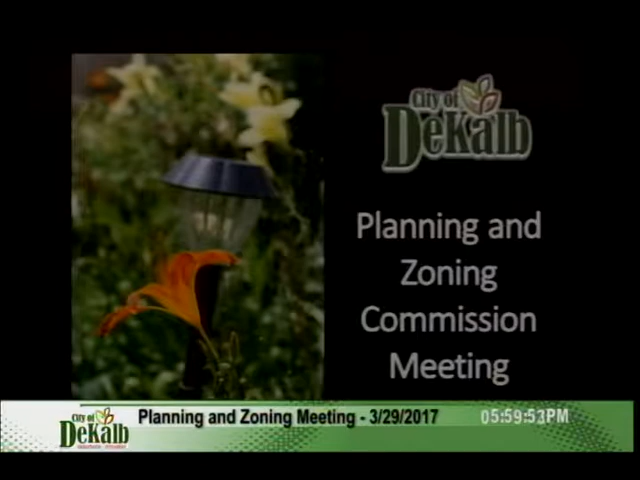 City of
DeKalb
Planning and
Zoning
Commission
Meeting
City of
DeKalb
Planning and Zoning Meeting - 3/29/2017
05:59:53PM